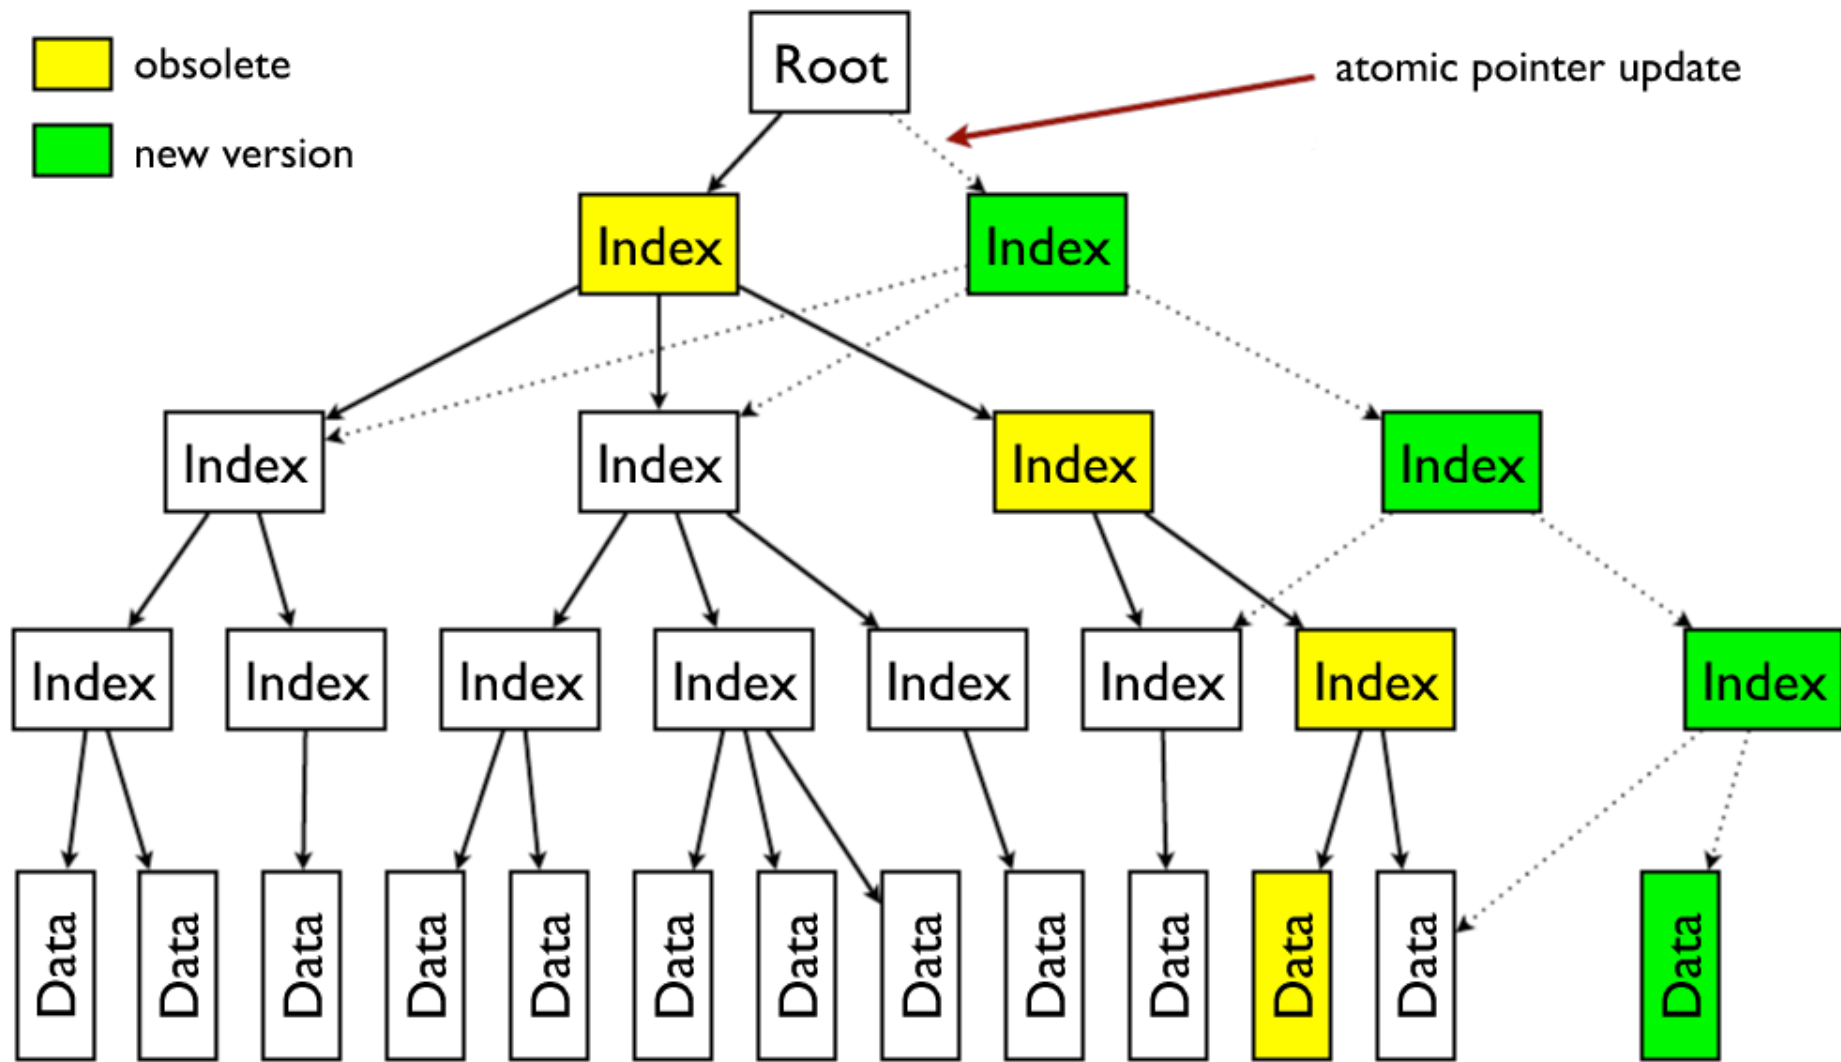 obsolete
new version
Root
atomic pointer update
Index
Index
Index
Index
Index
Index
Index
Index
Index
Index
Index
Index
Index
Index
Data
Data
Data
Data
Data
Data
Data
Data
Data
Data
Data
Data
Data